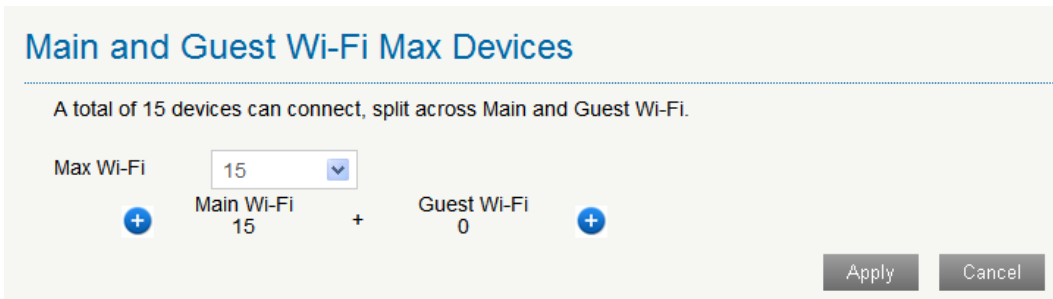 Main and Guest Wi-Fi Max Devices
A total of 15 devices can connect, split across Main and Guest Wi-Fi.
Max Wi-Fi 15
Main Wi-Fi + Guest Wi-Fi
15 0
Apply Cancel